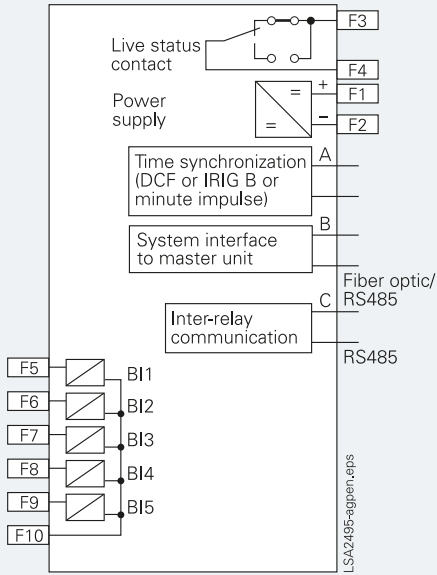 F3
Live status
contact
F4
Power
supply
=
=
+
F1
–
F2
Time synchronization
(DCF or IRIG B or
minute impulse)
A
System interface
to master unit
B
Fiber optic/
RS485
Inter-relay
communication
C
RS485
F5
BI1
F6
BI2
F7
BI3
F8
BI4
F9
BI5
F10
LSA2495-agpen.eps